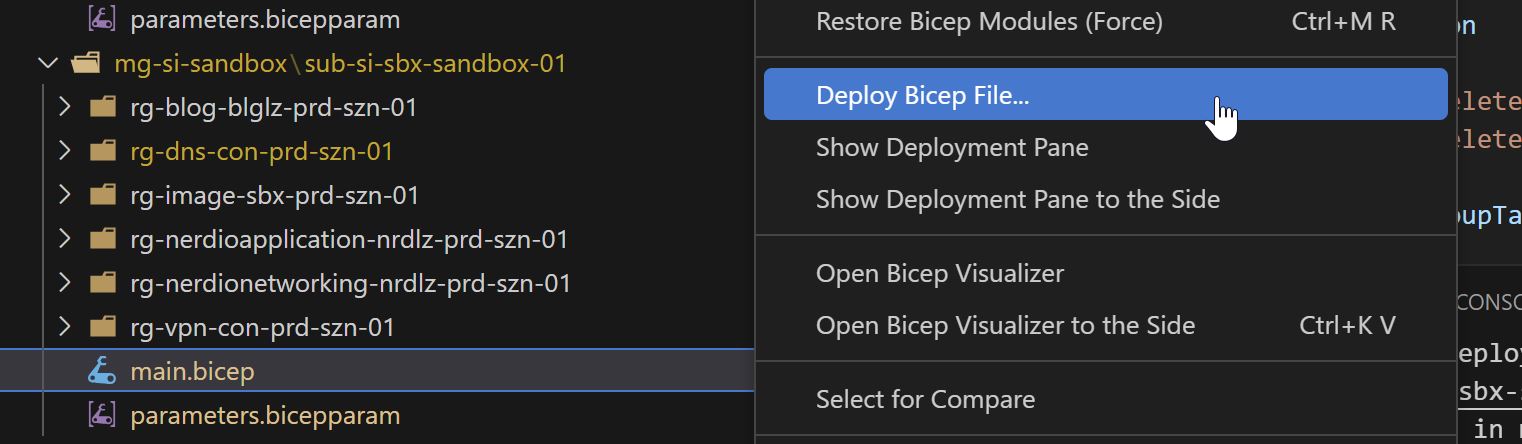 parameters.bicepparam
mg-si-sandbox\sub-si-sbx-sandbox-01
rg-blog-blglz-prd-szn-01
rg-dns-con-prd-szn-01
rg-image-sbx-prd-szn-01
rg-nerdioapplication-nrdlz-prd-szn-01
rg-nerdionetworking-nrdlz-prd-szn-01
rg-vpn-con-prd-szn-01
main.bicep
parameters.bicepparam
Restore Bicep Modules (Force) Ctrl+M R
Deploy Bicep File...
Show Deployment Pane
Show Deployment Pane to the Side
Open Bicep Visualizer
Open Bicep Visualizer to the Side Ctrl+K V
Select for Compare
on
elete
elete
oupTa
CONSO
eploy
sbx-
in